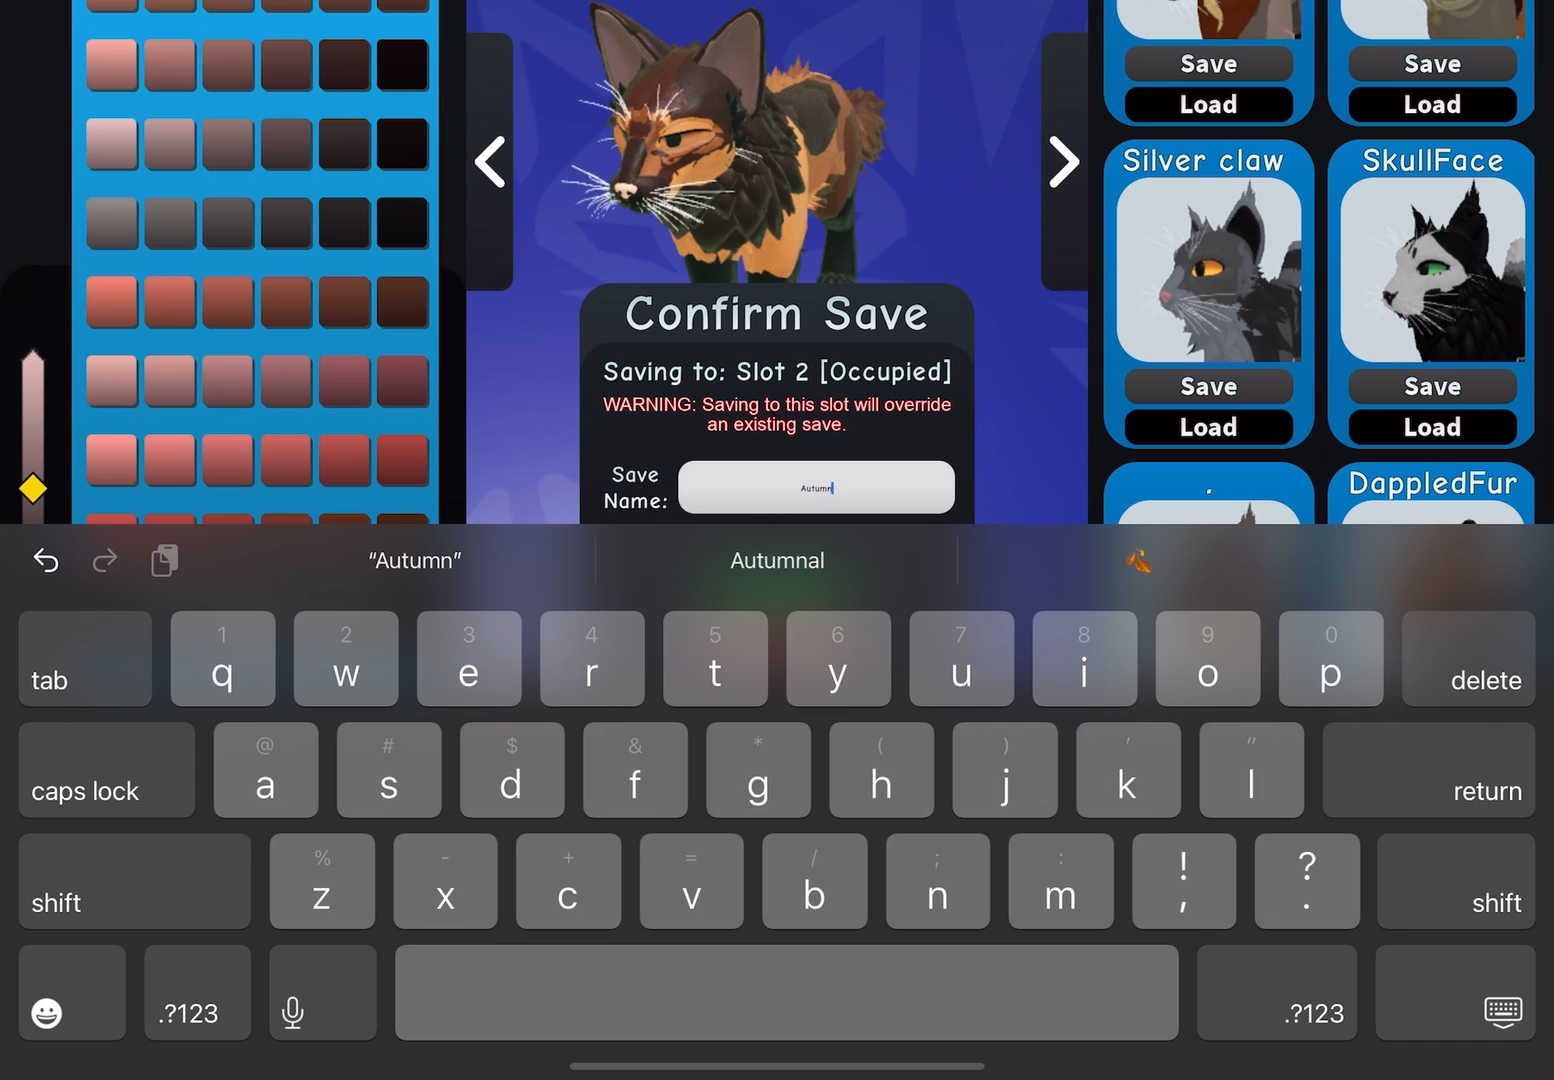 Save
Load
Save
Load
Silver claw
SkullFace
Save
Load
Save
Load
.
DappledFur
Confirm Save
Saving to: Slot 2 [Occupied]
WARNING: Saving to this slot will override
an existing save.
Save
Name:
Autumn
“Autumn”
Autumnal
tab
1 2 3 4 5 6 7 8 9 0
q w e r t y u i o p
delete
@ # $ & * ( ) ' "
caps lock
a s d f g h j k l
return
% - + = / ; : ! ?
shift
z x c v b n m , .
shift
.?123
.?123